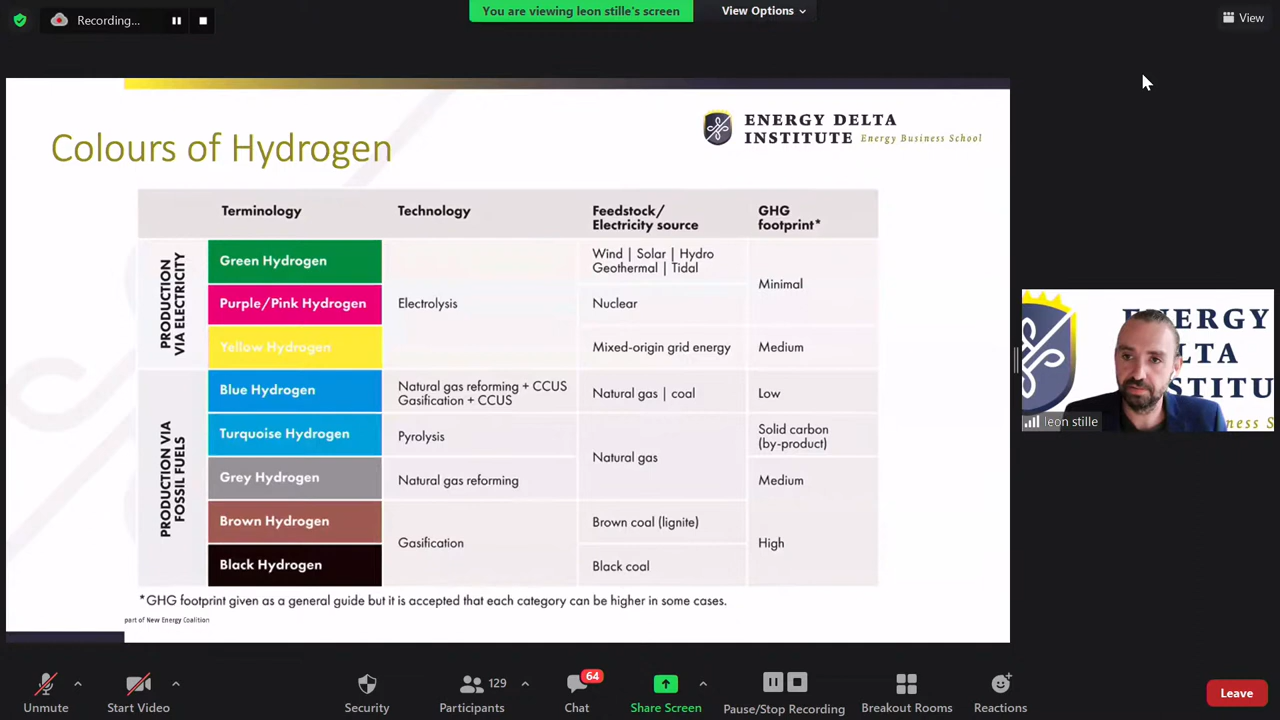 Recording...
You are viewing leon stille's screen
View Options
View
Colours of Hydrogen
ENERGY DELTA
INSTITUTE Energy Business School
Terminology
Technology
Feedstock/
Electricity source
GHG
footprint*
PRODUCTION
VIA ELECTRICITY
Green Hydrogen
Electrolysis
Wind | Solar | Hydro
Geothermal | Tidal
Minimal
Purple/Pink Hydrogen
Nuclear
Yellow Hydrogen
Mixed-origin grid energy
Medium
PRODUCTION VIA
FOSSIL FUELS
Blue Hydrogen
Natural gas reforming + CCUS
Gasification + CCUS
Natural gas | coal
Low
Turquoise Hydrogen
Pyrolysis
Natural gas
Solid carbon
(by-product)
Grey Hydrogen
Natural gas reforming
Medium
Brown Hydrogen
Gasification
Brown coal (lignite)
High
Black Hydrogen
Black coal
*GHG footprint given as a general guide but it is accepted that each category can be higher in some cases.
part of New Energy Coalition
leon stille
Unmute
Start Video
Security
129
Participants
64
Chat
Share Screen
Pause/Stop Recording
Breakout Rooms
Reactions
Leave